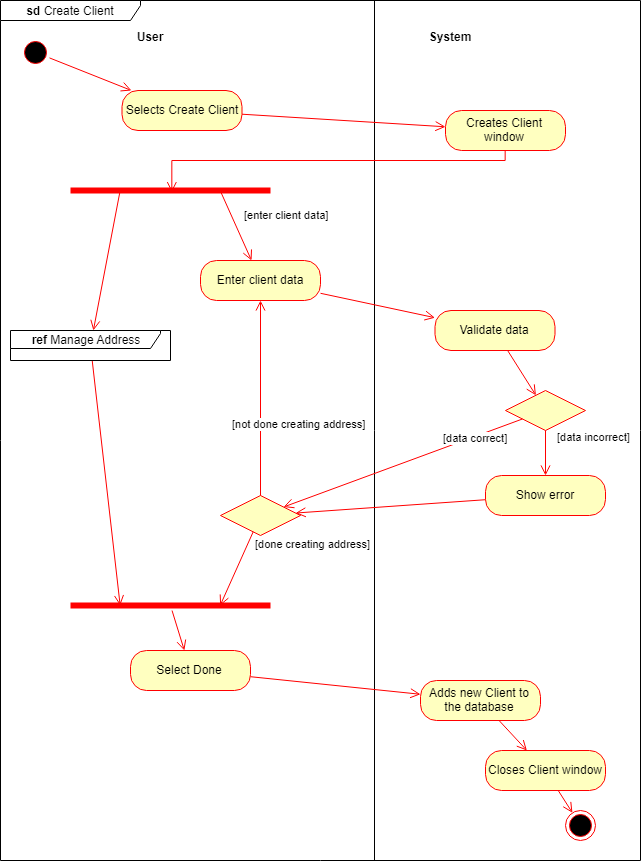 sd Create Client
User
System
Selects Create Client
Creates Client
window
[enter client data]
Enter client data
Validate data
ref Manage Address
[not done creating address]
[data correct]
[data incorrect]
Show error
[done creating address]
Select Done
Adds new Client to
the database
Closes Client window